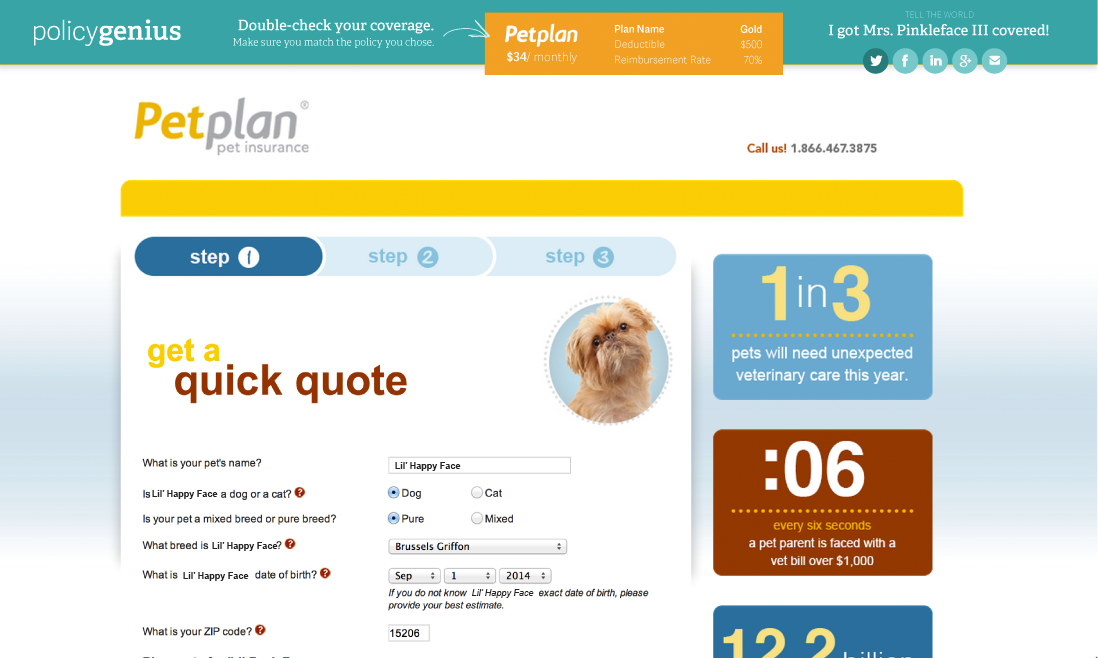 policygenius
Double-check your coverage.
Make sure you match the policy you chose.
Petplan
$34/ monthly
Plan Name Gold
Deductible $500
Reimbursement Rate 70%
TELL THE WORLD
I got Mrs. Pinkleface III covered!
Petplan®
pet insurance
Call us! 1.866.467.3875
step 1
step 2
step 3
get a
quick quote
What is your pet's name? Lil' Happy Face
Is Lil' Happy Face a dog or a cat? ? Dog Cat
Is your pet a mixed breed or pure breed? Pure Mixed
What breed is Lil' Happy Face? ? Brussels Griffon
What is Lil' Happy Face date of birth? ? Sep 1 2014
If you do not know Lil' Happy Face exact date of birth, please
provide your best estimate.
What is your ZIP code? ? 15206
1 in 3
pets will need unexpected
veterinary care this year.
:06
every six seconds
a pet parent is faced with a
vet bill over $1,000
12.2 billion